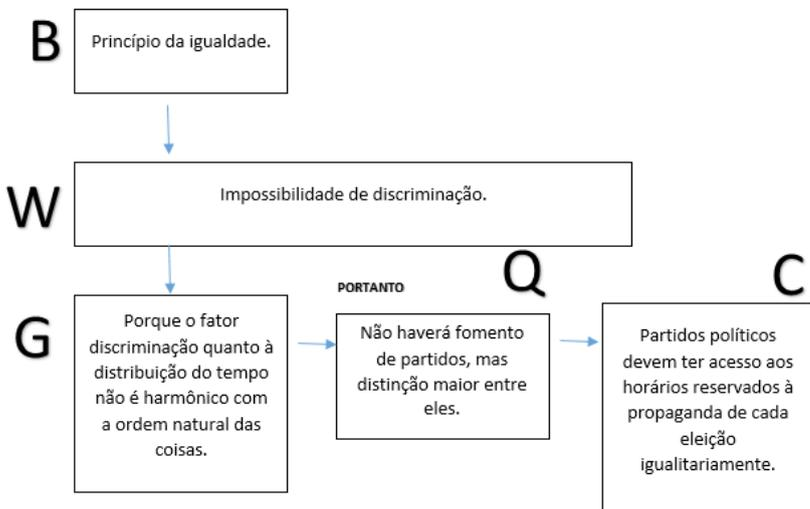 B
Princípio da igualdade.
W
Impossibilidade de discriminação.
G
Porque o fator
discriminação quanto à
distribuição do tempo
não é harmônico com
a ordem natural das
coisas.
PORTANTO
Q
Não haverá fomento
de partidos, mas
distinção maior entre
eles.
C
Partidos políticos
devem ter acesso aos
horários reservados à
propaganda de cada
eleição
igualitariamente.